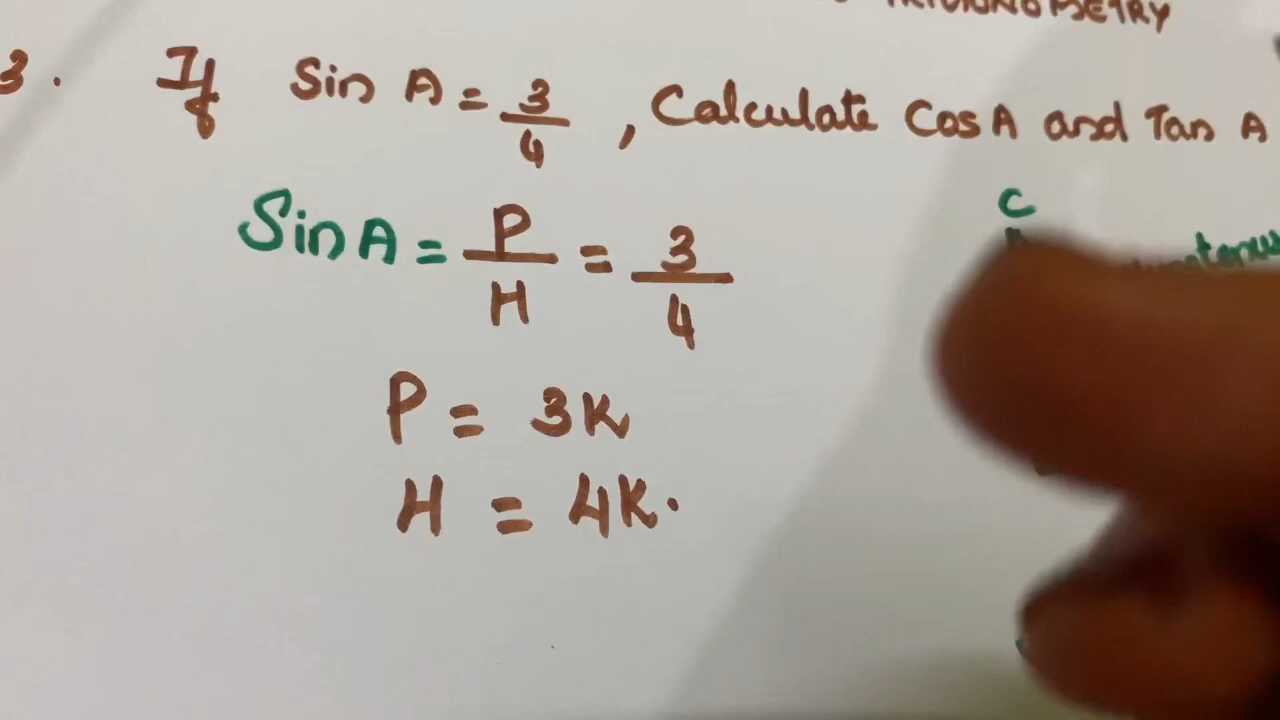 3. If Sin A = 3/4, Calculate Cos A and Tan A
Sin A = P/H = 3/4
C
P = 3K
H = 4K.